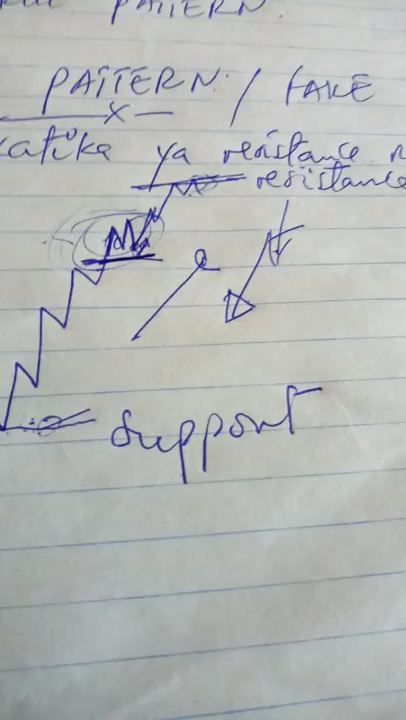 PATTERN
PATTERN / FAKE
katika ya resistance n
resistance
support